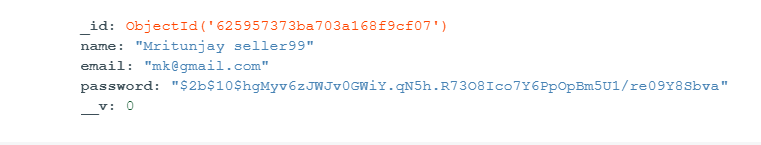 _id: ObjectId('625957373ba703a168f9cf07')
name: "Mritunjay seller99"
email: "mk@gmail.com"
password: "$2b$10$hgMyv6zJWJv0GWiY.qN5h.R73O8Ico7Y6PpOpBm5U1/re09Y8Sbva"
__v: 0